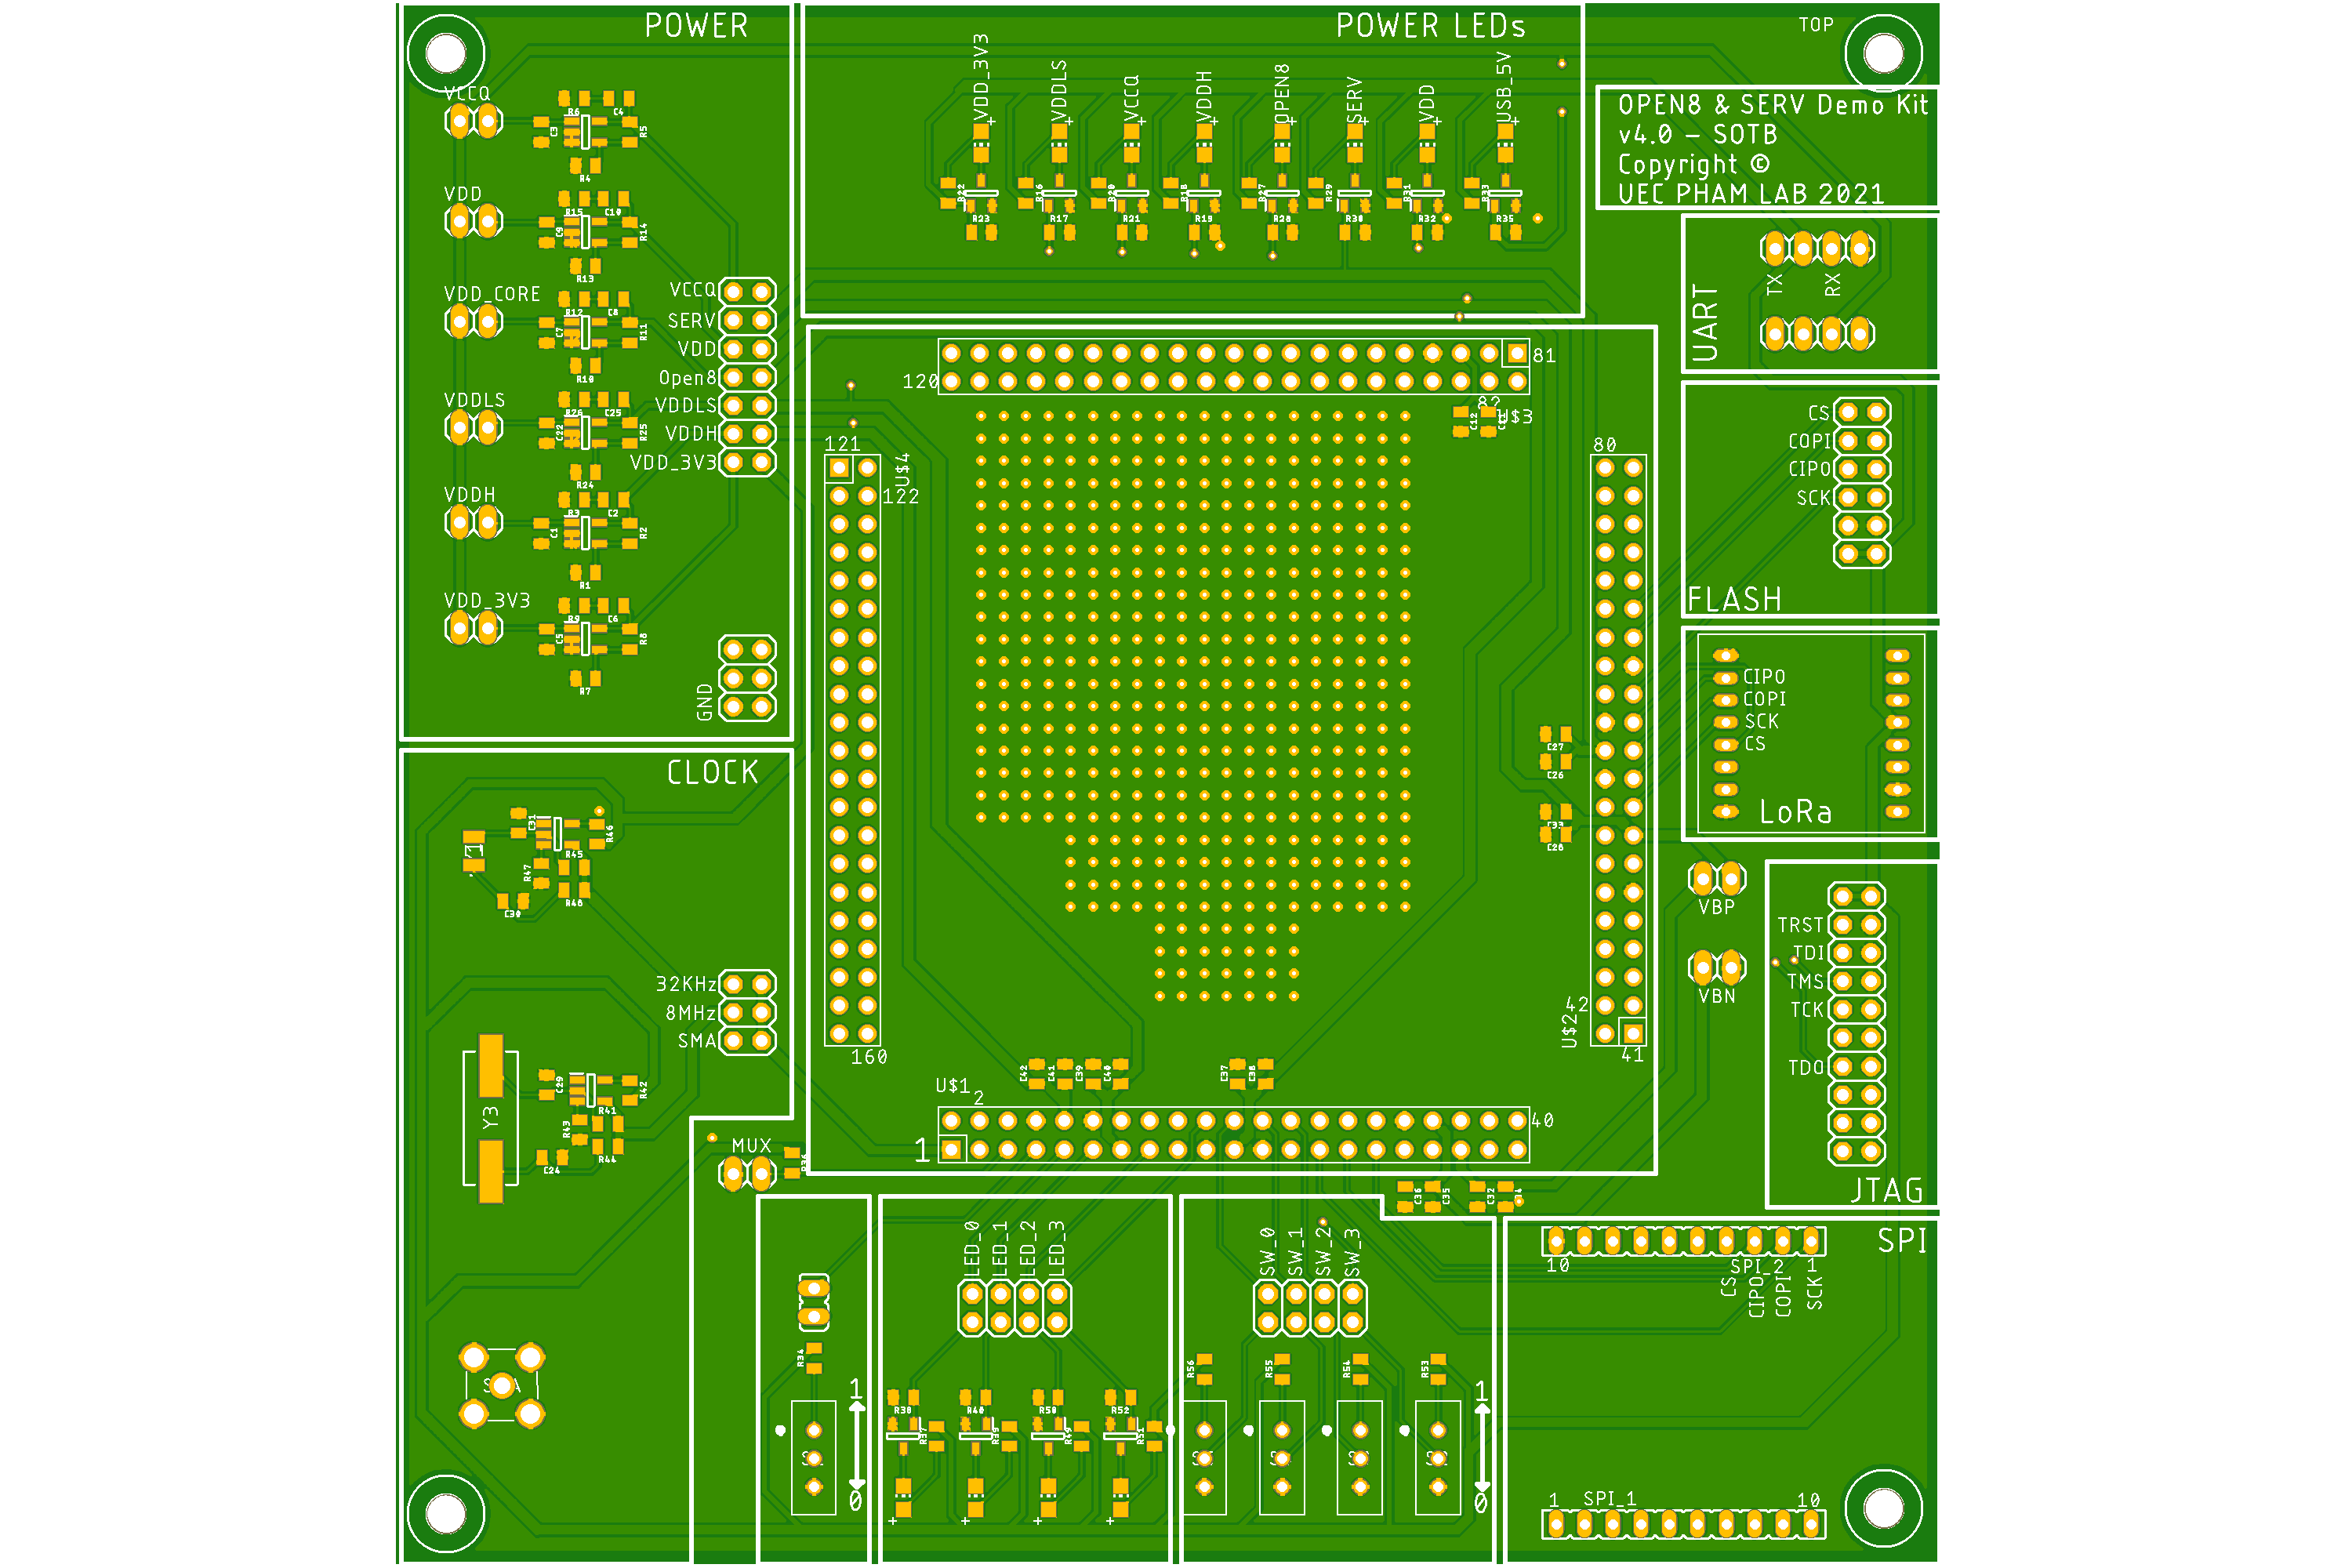 POWER
VCCQ
R6
C4
C3
R5
R4
VDD
R15
C10
C9
R14
R13
VDD_CORE
R12
C8
C7
R11
R10
VDDLS
R26
C25
C22
R25
R24
VDDH
R3
C2
C1
R2
R1
VDD_3V3
R9
C6
C5
R8
R7
VCCQ
SERV
VDD
Open8
VDDLS
VDDH
VDD_3V3
GND
POWER LEDs
VDD_3V3
VDDLS
VCCQ
VDDH
OPEN8
SERV
VDD
USB_5V
+
+
+
+
+
+
+
+
R22
R16
R20
R18
R27
R29
R31
R33
R23
R17
R21
R19
R28
R30
R32
R35
TOP
OPEN8 & SERV Demo Kit
v4.0 - SOTB
Copyright ©
UEC PHAM LAB 2021
UART
TX
RX
FLASH
CS
COPI
CIPO
SCK
CIPO
COPI
SCK
CS
LoRa
VBP
VBN
JTAG
TRST
TDI
TMS
TCK
TDO
81
120
82
U$3
C12
121
U$4
122
160
80
42
U$2
41
C27
C26
C33
C28
C42
C41
C39
C40
C37
C38
U$1
2
1
40
CLOCK
C31
R46
R45
R47
R48
C30
32KHz
8MHz
SMA
Y3
C29
R42
R41
R43
R44
C24
MUX
R36
C36
C35
C32
R34
1
0
LED_0
LED_1
LED_2
LED_3
R38
R40
R50
R52
R37
R39
R49
R51
+
+
+
+
SW_0
SW_1
SW_2
SW_3
R56
R55
R54
R53
1
0
SPI
10
SPI_2
1
CS
CIPO
COPI
SCK
1
SPI_1
10